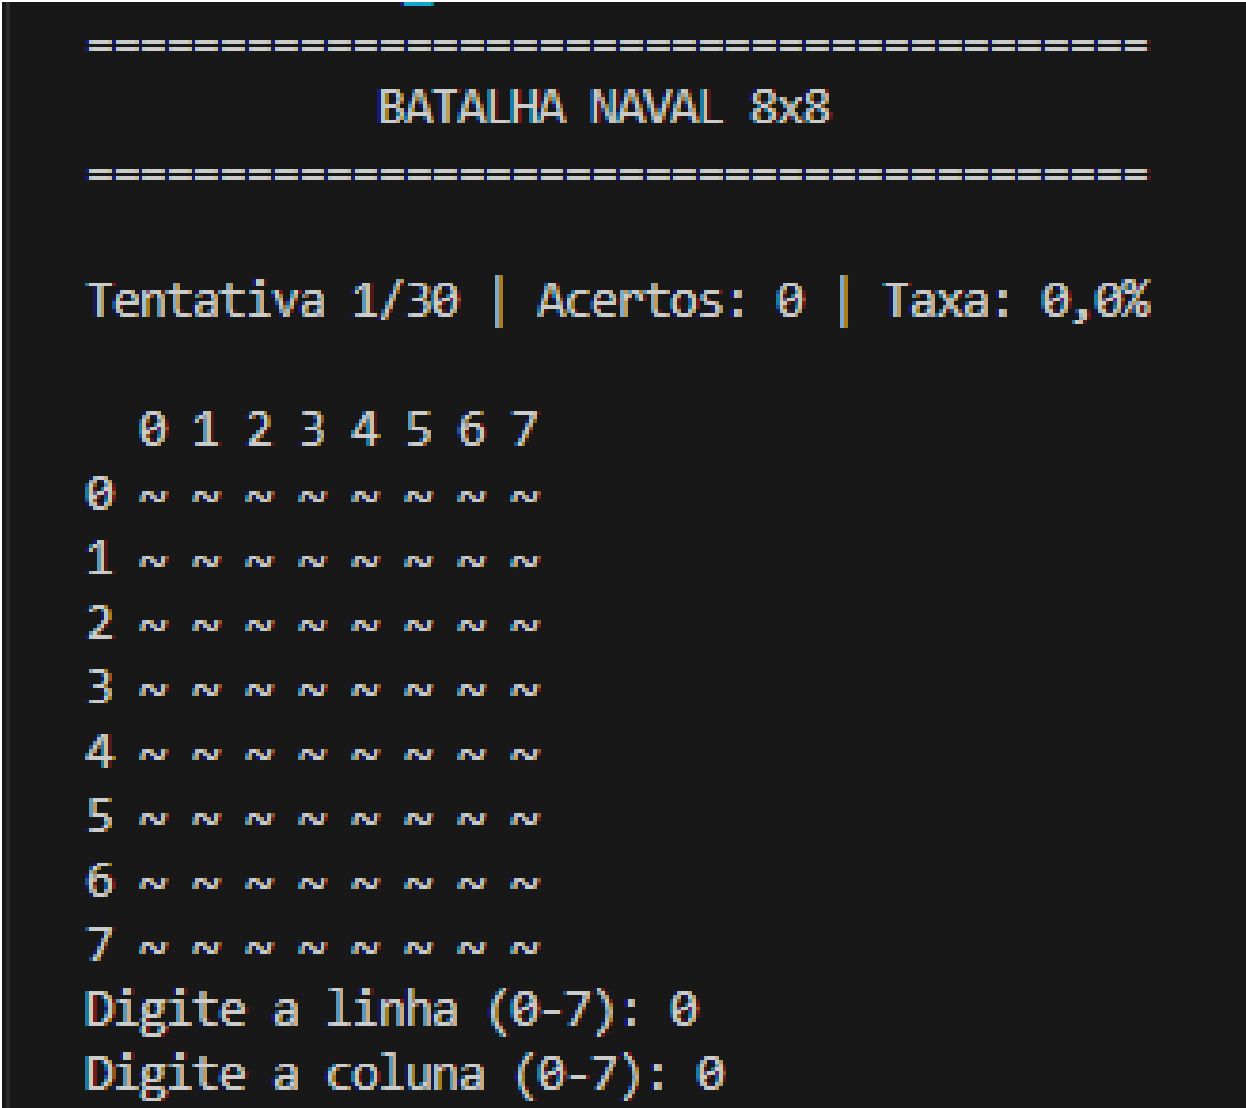 ========================================
BATALHA NAVAL 8x8
========================================
Tentativa 1/30 | Acertos: 0 | Taxa: 0,0%
0 1 2 3 4 5 6 7
0 ~ ~ ~ ~ ~ ~ ~ ~
1 ~ ~ ~ ~ ~ ~ ~ ~
2 ~ ~ ~ ~ ~ ~ ~ ~
3 ~ ~ ~ ~ ~ ~ ~ ~
4 ~ ~ ~ ~ ~ ~ ~ ~
5 ~ ~ ~ ~ ~ ~ ~ ~
6 ~ ~ ~ ~ ~ ~ ~ ~
7 ~ ~ ~ ~ ~ ~ ~ ~
Digite a linha (0-7): 0
Digite a coluna (0-7): 0